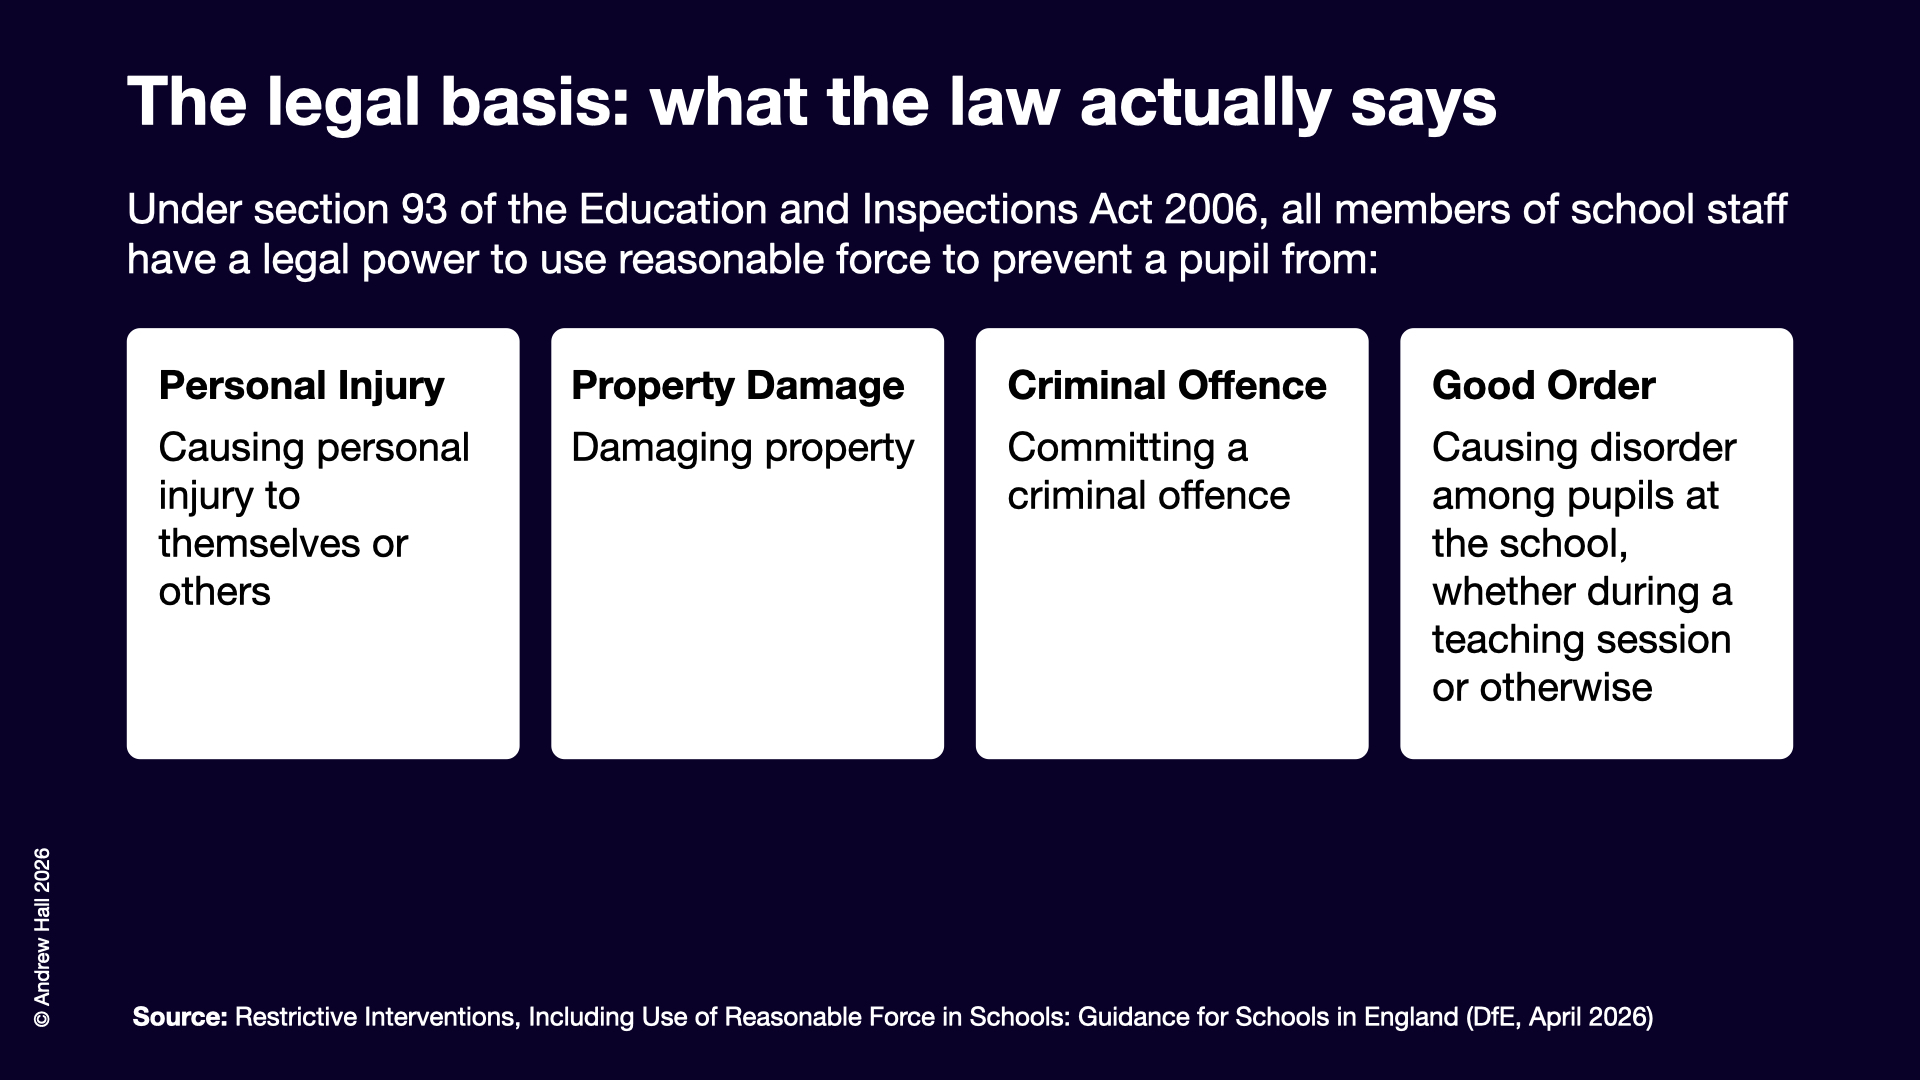 The legal basis: what the law actually says
Under section 93 of the Education and Inspections Act 2006, all members of school staff
have a legal power to use reasonable force to prevent a pupil from:
Personal Injury
Causing personal
injury to
themselves or
others
Property Damage
Damaging property
Criminal Offence
Committing a
criminal offence
Good Order
Causing disorder
among pupils at
the school,
whether during a
teaching session
or otherwise
© Andrew Hall 2026
Source: Restrictive Interventions, Including Use of Reasonable Force in Schools: Guidance for Schools in England (DfE, April 2026)